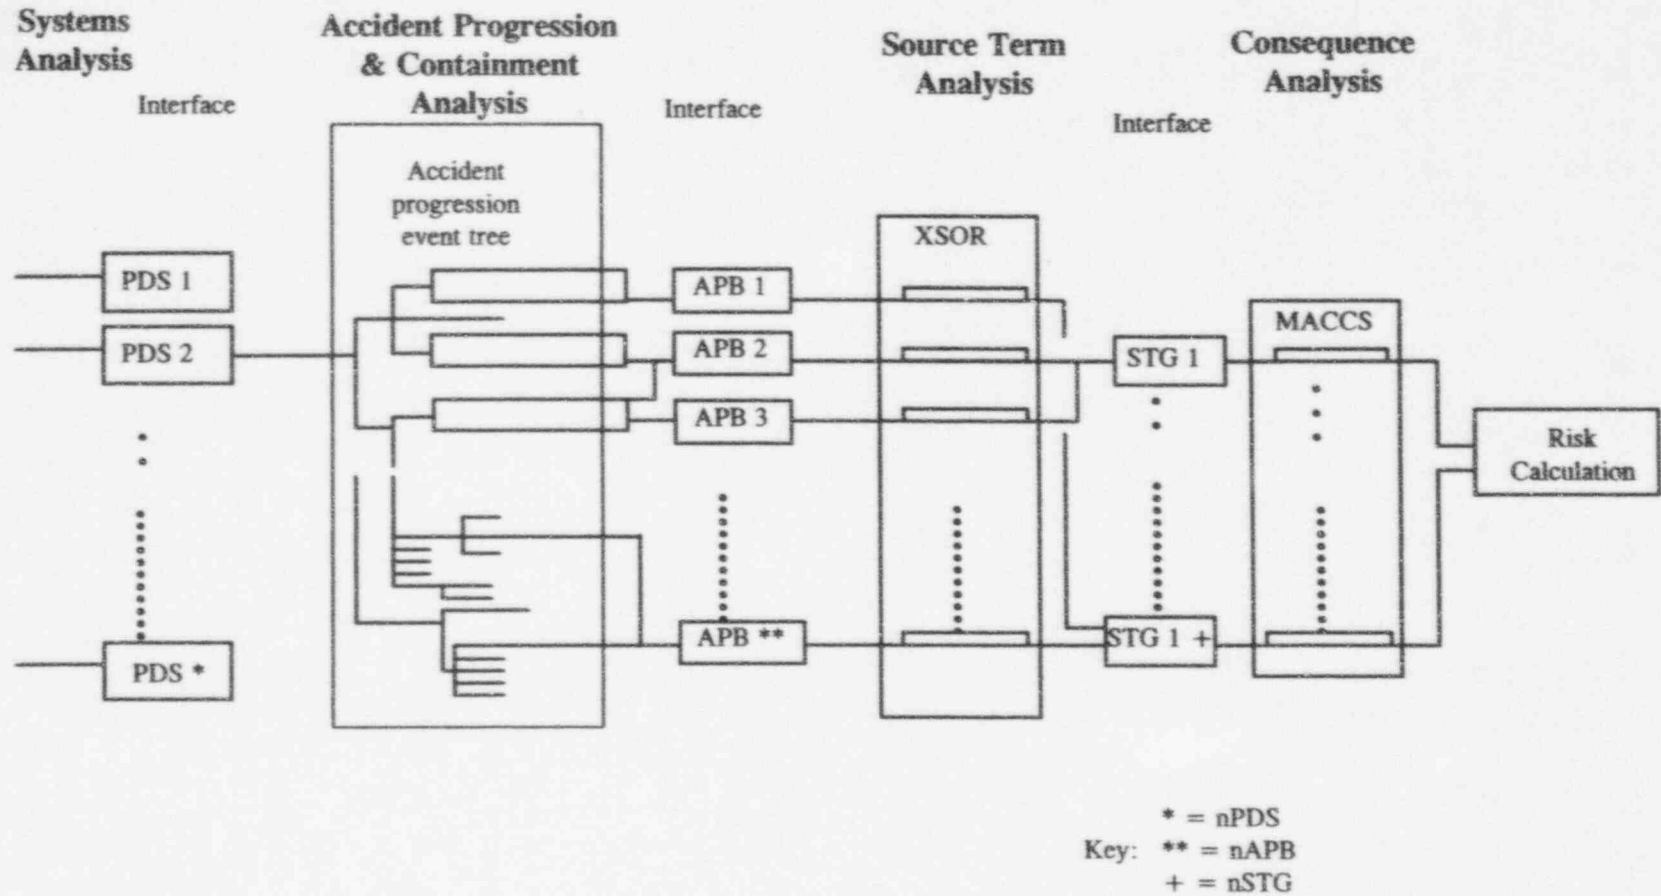 Systems
Analysis
Accident Progression
& Containment
Analysis
Source Term
Analysis
Consequence
Analysis
Interface
Interface
Interface
Accident
progression
event tree
XSOR
MACCS
PDS 1
PDS 2
PDS *
APB 1
APB 2
APB 3
APB **
STG 1
STG 1 +
Risk
Calculation
* = nPDS
Key: ** = nAPB
+ = nSTG